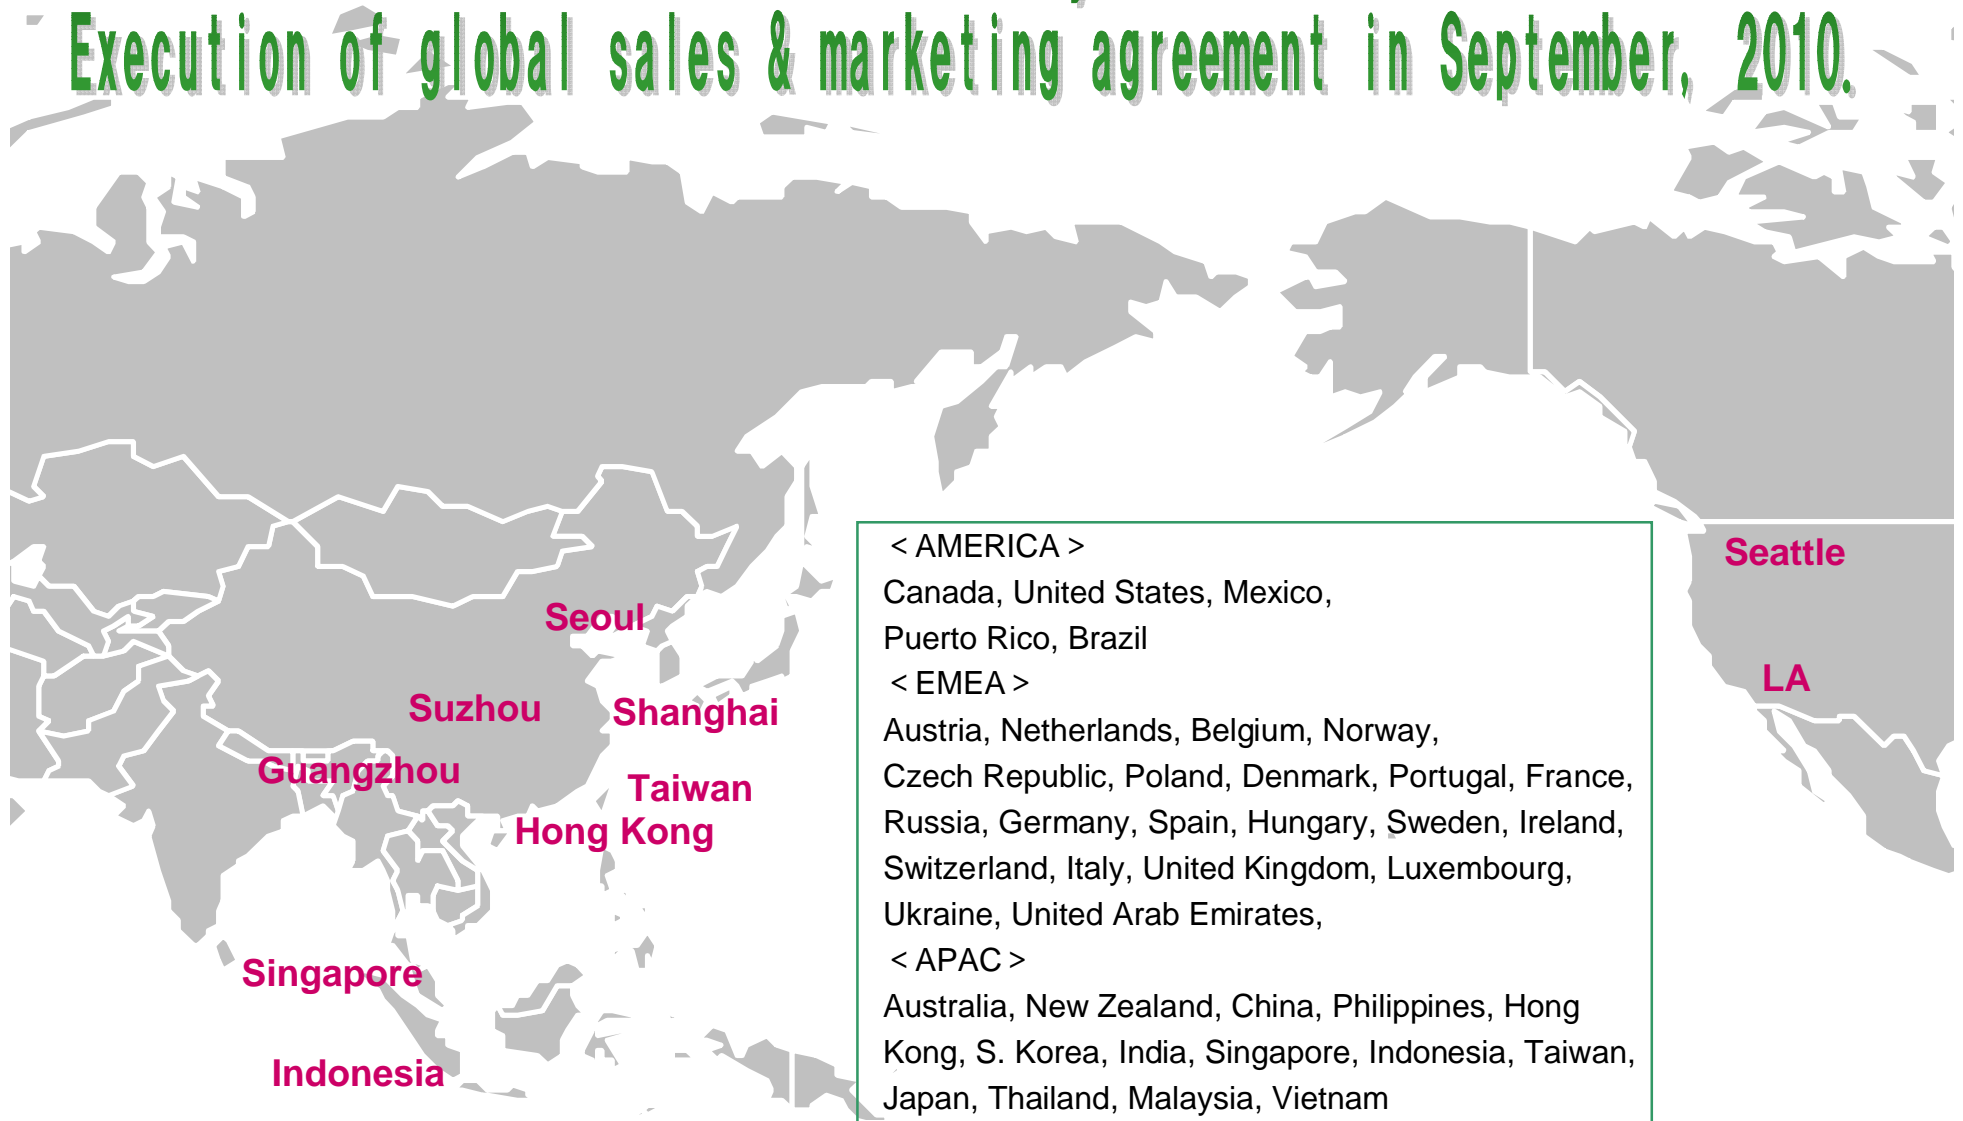 Execution of global sales & marketing agreement in September, 2010.
< AMERICA >
Seattle
Canada, United States, Mexico,
Seoul
Puerto Rico, Brazil
< EMEA >
LA
Suzhou
Shanghai
Austria, Netherlands, Belgium, Norway,
Guangzhou
Czech Republic, Poland, Denmark, Portugal, France,
Taiwan
Russia, Germany, Spain, Hungary, Sweden, Ireland,
Hong Kong
Switzerland, Italy, United Kingdom, Luxembourg,
Ukraine, United Arab Emirates,
< APAC >
Singapore
Australia, New Zealand, China, Philippines, Hong
Kong, S. Korea, India, Singapore, Indonesia, Taiwan,
Indonesia
Japan, Thailand, Malaysia, Vietnam